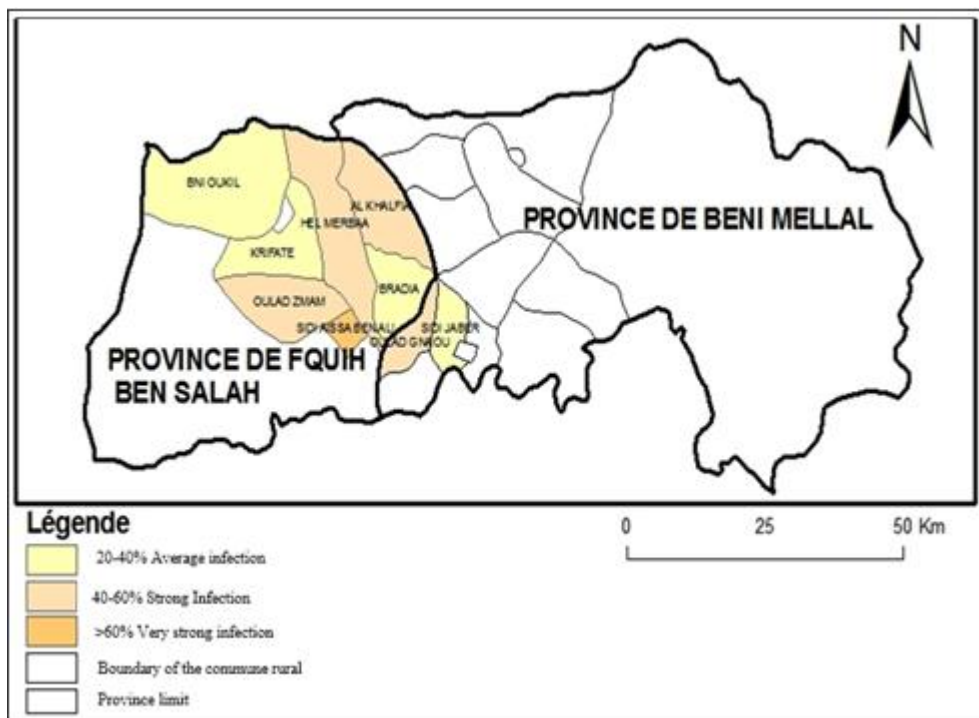 N
BNI OUKIL
AL KHALFIA
HEL MERBAA
PROVINCE DE BENI MELLAL
KRIFATE
BRADIA
OULAD ZMAM
SIDI AISSA BEN ALI
SIDI JABER
OULAD GNAOU
PROVINCE DE FQUIH
BEN SALAH
Légende
0 25 50 Km
20-40% Average infection
40-60% Strong Infection
>60% Very strong infection
Boundary of the commune rural
Province limit